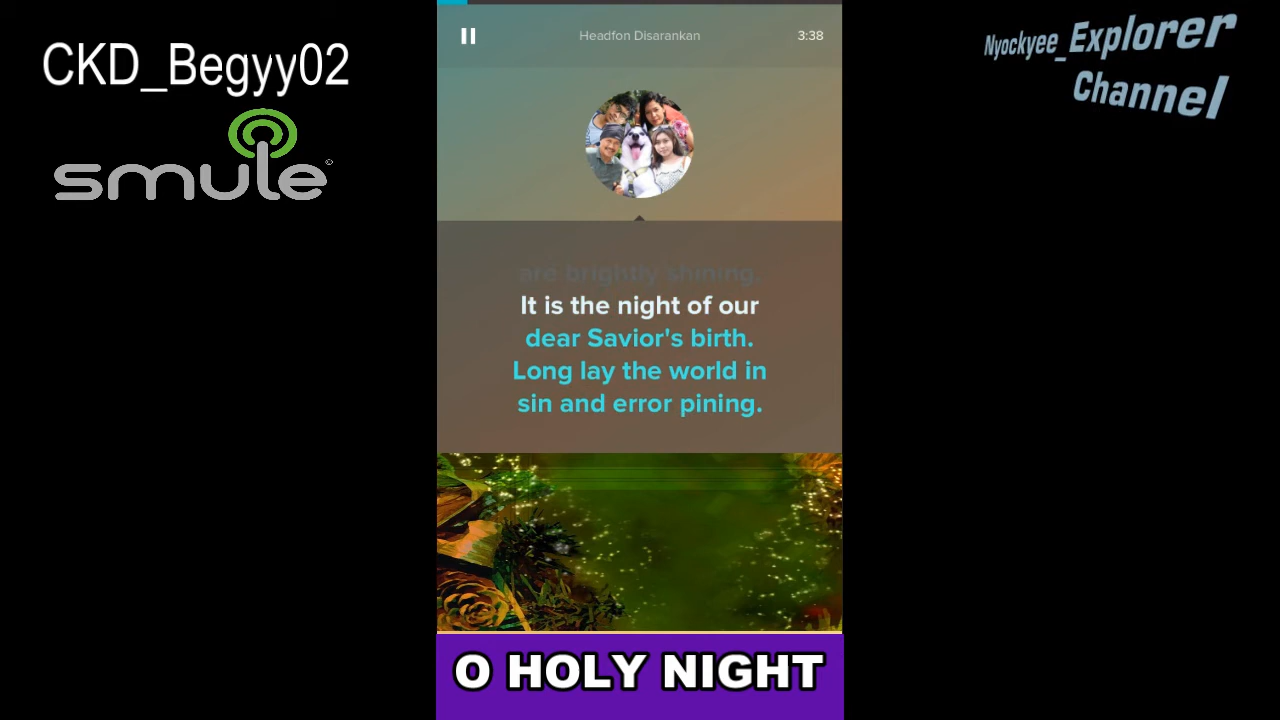 CKD_Begyy02
smule
Nyockyee_Explorer
Channel
Headfon Disarankan
3:38
are brightly shining.
It is the night of our
dear Savior's birth.
Long lay the world in
sin and error pining.
O HOLY NIGHT